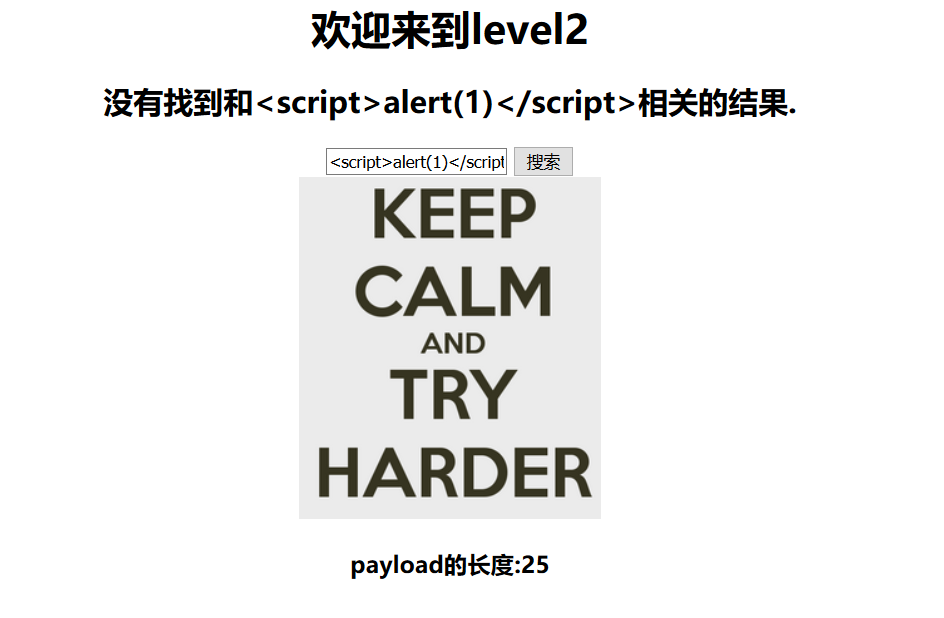 欢迎来到level2
没有找到和<script>alert(1)</script>相关的结果.
<script>alert(1)</script 搜索
KEEP
CALM
AND
TRY
HARDER
payload的长度:25